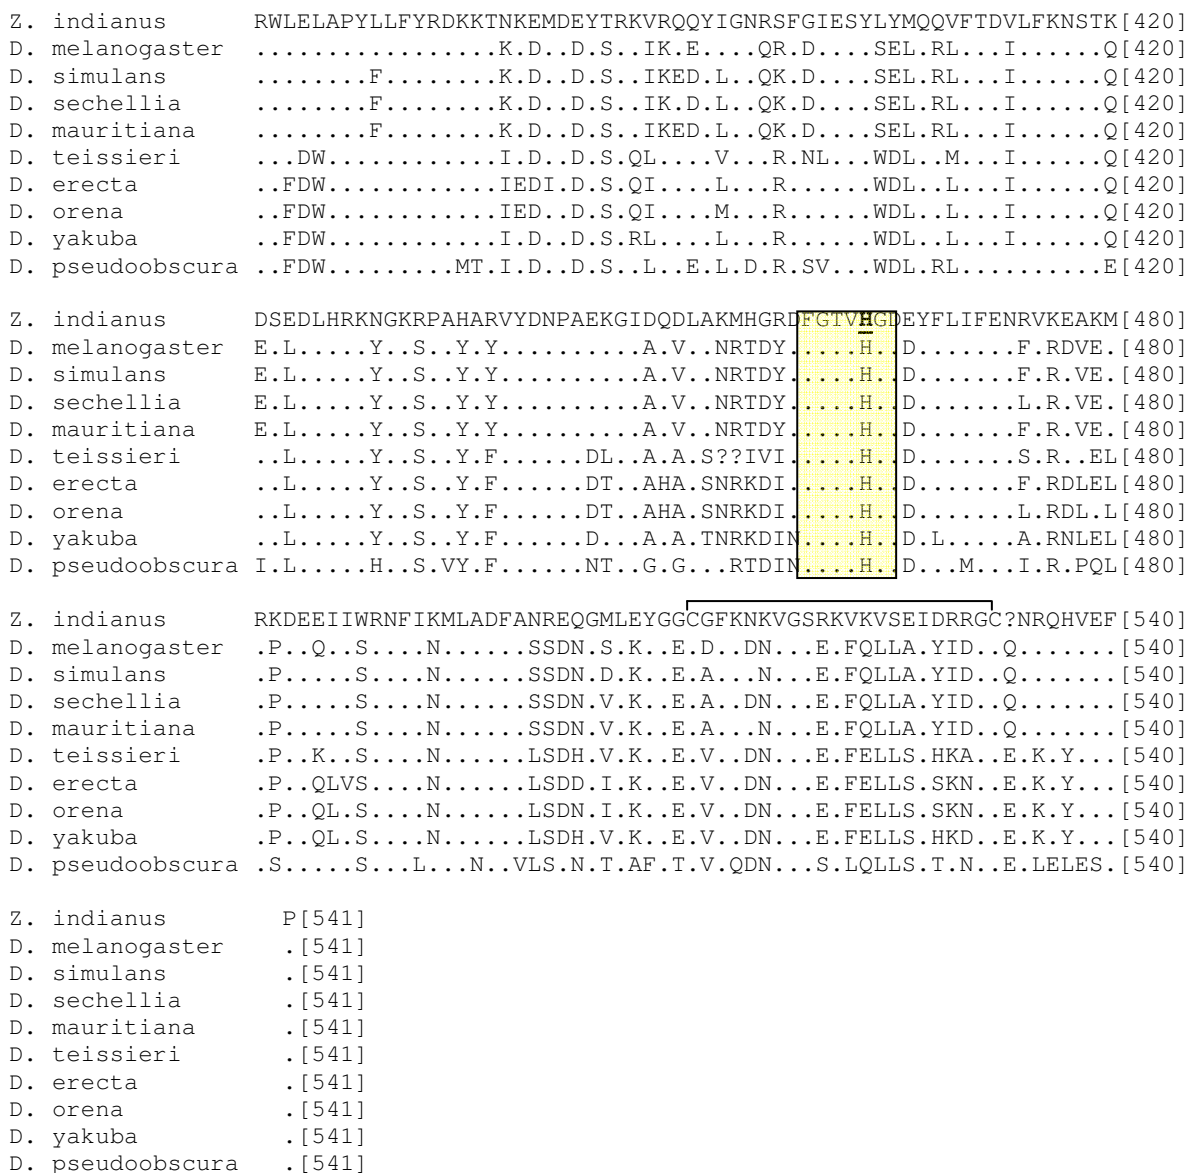 Z. indianus RWLELAPYLLFYRDKKTNKEMDEYTRKVRQQYIGNRSFGIESYLYMQQVFTDVLFKNSTK[420]
D. melanogaster .................K.D..D.S..IK.E....QR.D....SEL.RL...I......Q[420]
D. simulans ........F........K.D..D.S..IKED.L..QK.D....SEL.RL...I......Q[420]
D. sechellia ........F........K.D..D.S..IK.D.L..QK.D....SEL.RL...I......Q[420]
D. mauritiana ........F........K.D..D.S..IKED.L..QK.D....SEL.RL...I......Q[420]
D. teissieri ...DW............I.D..D.S.QL....V...R.NL...WDL..M...I......Q[420]
D. erecta ..FDW............IEDI.D.S.QI....L...R......WDL..L...I......Q[420]
D. orena ..FDW............IED..D.S.QI....M...R......WDL..L...I......Q[420]
D. yakuba ..FDW............I.D..D.S.RL....L...R......WDL..L...I......Q[420]
D. pseudoobscura ..FDW.........MT.I.D..D.S..L..E.L.D.R.SV...WDL.RL..........E[420]
Z. indianus DSEDLHRKNGKRPAHARVYDNPAEKGIDQDLAKMHGRDFGTVHGDEYFLIFENRVKEAKM[480]
D. melanogaster E.L.....Y..S..Y.Y..........A.V..NRTDY.....H..D.......F.RDVE.[480]
D. simulans E.L.....Y..S..Y.Y..........A.V..NRTDY.....H..D.......F.R.VE.[480]
D. sechellia E.L.....Y..S..Y.Y..........A.V..NRTDY.....H..D.......L.R.VE.[480]
D. mauritiana E.L.....Y..S..Y.Y..........A.V..NRTDY.....H..D.......F.R.VE.[480]
D. teissieri ..L.....Y..S..Y.F......DL..A.A.S??IVI.....H..D.......S.R..EL[480]
D. erecta ..L.....Y..S..Y.F......DT..AHA.SNRKDI.....H..D.......F.RDLEL[480]
D. orena ..L.....Y..S..Y.F......DT..AHA.SNRKDI.....H..D.......L.RDL.L[480]
D. yakuba ..L.....Y..S..Y.F......D...A.A.TNRKDIN....H..D.L.....A.RNLEL[480]
D. pseudoobscura I.L.....H..S.VY.F......NT..G.G...RTDIN....H..D...M...I.R.PQL[480]
Z. indianus RKDEEIIWRNFIKMLADFANREQGMLEYGGCGFKNKVGSRKVKVSEIDRRGC?NRQHVEF[540]
D. melanogaster .P..Q..S....N......SSDN.S.K..E.D..DN...E.FQLLA.YID..Q.......[540]
D. simulans .P.....S....N......SSDN.D.K..E.A...N...E.FQLLA.YID..Q.......[540]
D. sechellia .P.....S....N......SSDN.V.K..E.A..DN...E.FQLLA.YID..Q.......[540]
D. mauritiana .P.....S....N......SSDN.V.K..E.A...N...E.FQLLA.YID..Q.......[540]
D. teissieri .P..K..S....N......LSDH.V.K..E.V..DN...E.FELLS.HKA..E.K.Y...[540]
D. erecta .P..QLVS....N......LSDD.I.K..E.V..DN...E.FELLS.SKN..E.K.Y...[540]
D. orena .P..QL.S....N......LSDN.I.K..E.V..DN...E.FELLS.SKN..E.K.Y...[540]
D. yakuba .P..QL.S....N......LSDH.V.K..E.V..DN...E.FELLS.HKD..E.K.Y...[540]
D. pseudoobscura .S.....S...L...N..VLS.N.T.AF.T.V.QDN...S.LQLLS.T.N..E.LELES.[540]
Z. indianus P[541]
D. melanogaster .[541]
D. simulans .[541]
D. sechellia .[541]
D. mauritiana .[541]
D. teissieri .[541]
D. erecta .[541]
D. orena .[541]
D. yakuba .[541]
D. pseudoobscura .[541]